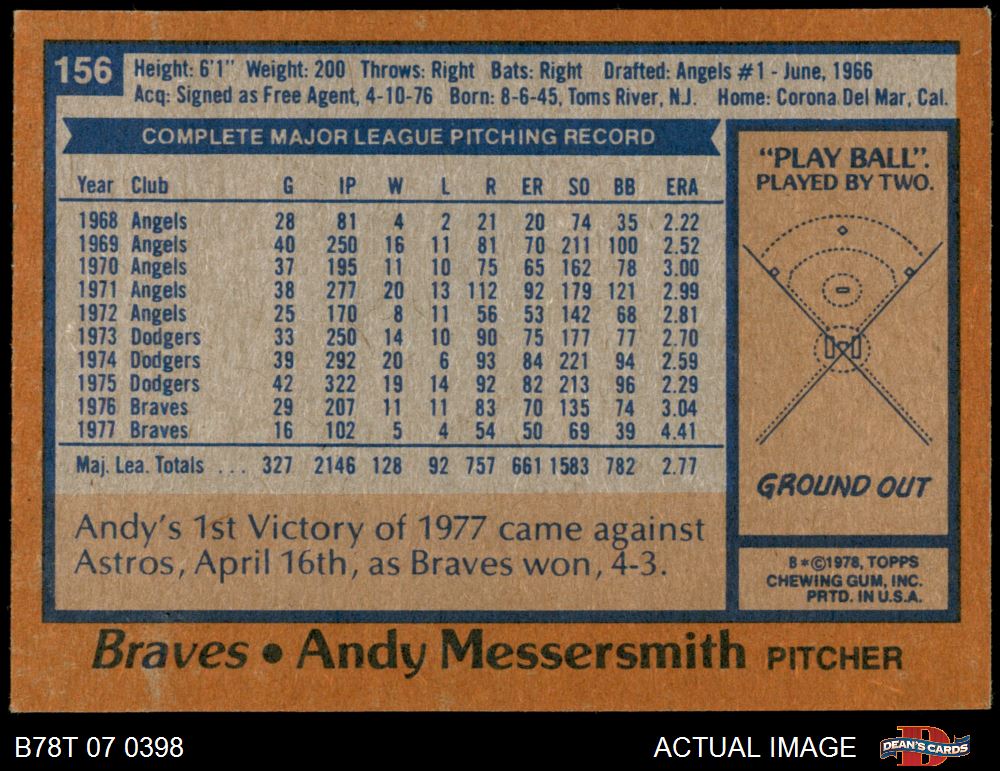 156
Height: 6'1" Weight: 200 Throws: Right Bats: Right Drafted: Angels #1 - June, 1966
Acq: Signed as Free Agent, 4-10-76 Born: 8-6-45, Toms River, N.J. Home: Corona Del Mar, Cal.
COMPLETE MAJOR LEAGUE PITCHING RECORD
Year Club G IP W L R ER SO BB ERA
1968 Angels 28 81 4 2 21 20 74 35 2.22
1969 Angels 40 250 16 11 81 70 211 100 2.52
1970 Angels 37 195 11 10 75 65 162 78 3.00
1971 Angels 38 277 20 13 112 92 179 121 2.99
1972 Angels 25 170 8 11 56 53 142 68 2.81
1973 Dodgers 33 250 14 10 90 75 177 77 2.70
1974 Dodgers 39 292 20 6 93 84 221 94 2.59
1975 Dodgers 42 322 19 14 92 82 213 96 2.29
1976 Braves 29 207 11 11 83 70 135 74 3.04
1977 Braves 16 102 5 4 54 50 69 39 4.41
Maj. Lea. Totals ... 327 2146 128 92 757 661 1583 782 2.77
Andy's 1st Victory of 1977 came against
Astros, April 16th, as Braves won, 4-3.
"PLAY BALL".
PLAYED BY TWO.
GROUND OUT
B*©1978, TOPPS
CHEWING GUM, INC.
PRTD. IN U.S.A.
Braves • Andy Messersmith PITCHER
B78T 07 0398
ACTUAL IMAGE
DEAN'S CARDS